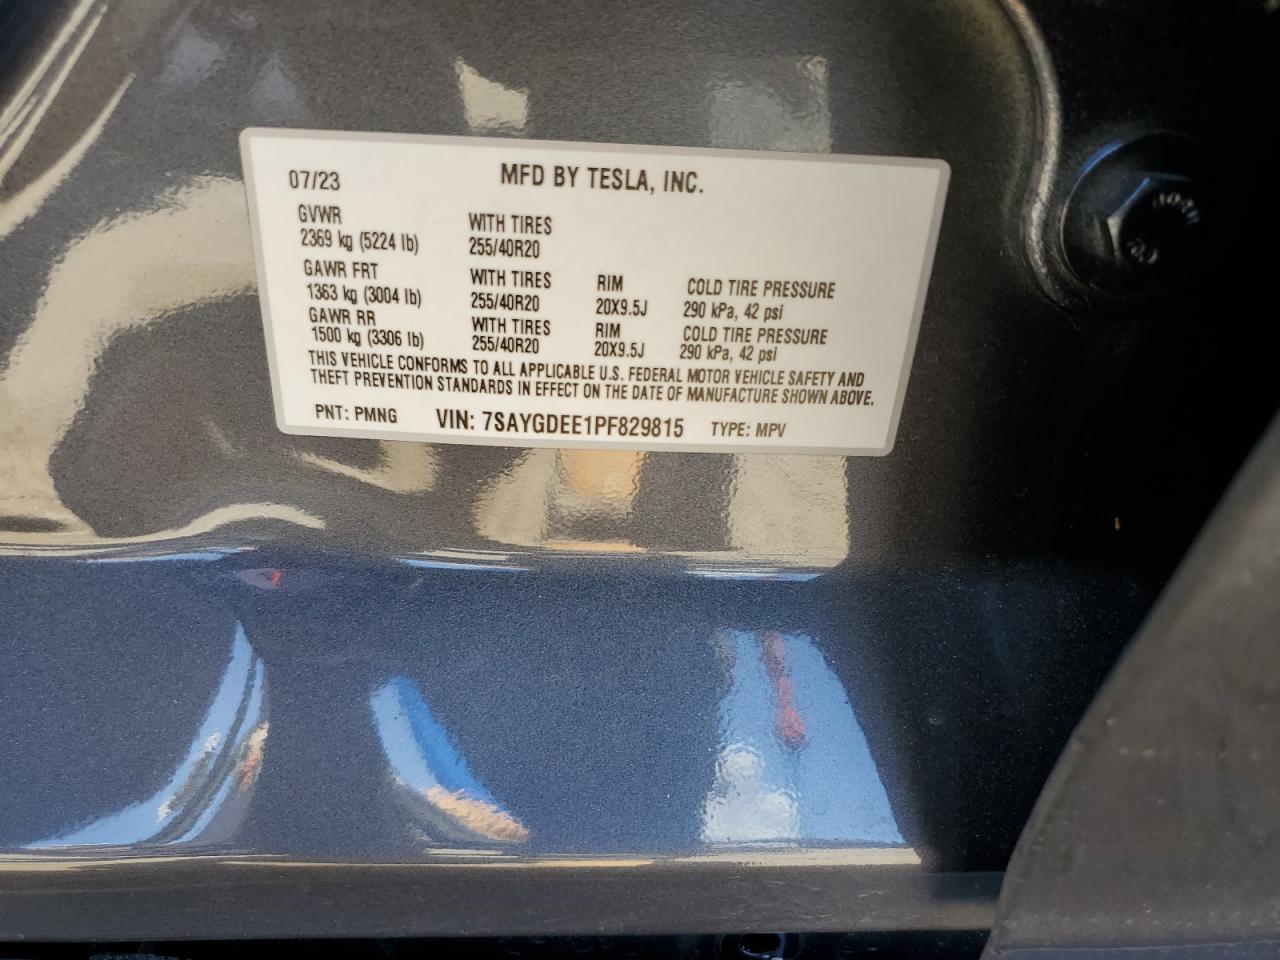 07/23 MFD BY TESLA, INC.
GVWR WITH TIRES
2369 kg (5224 lb) 255/40R20
GAWR FRT WITH TIRES RIM COLD TIRE PRESSURE
1363 kg (3004 lb) 255/40R20 20X9.5J 290 kPa, 42 psi
GAWR RR WITH TIRES RIM COLD TIRE PRESSURE
1500 kg (3306 lb) 255/40R20 20X9.5J 290 kPa, 42 psi
THIS VEHICLE CONFORMS TO ALL APPLICABLE U.S. FEDERAL MOTOR VEHICLE SAFETY AND
THEFT PREVENTION STANDARDS IN EFFECT ON THE DATE OF MANUFACTURE SHOWN ABOVE.
PNT: PMNG VIN: 7SAYGDEE1PF829815 TYPE: MPV